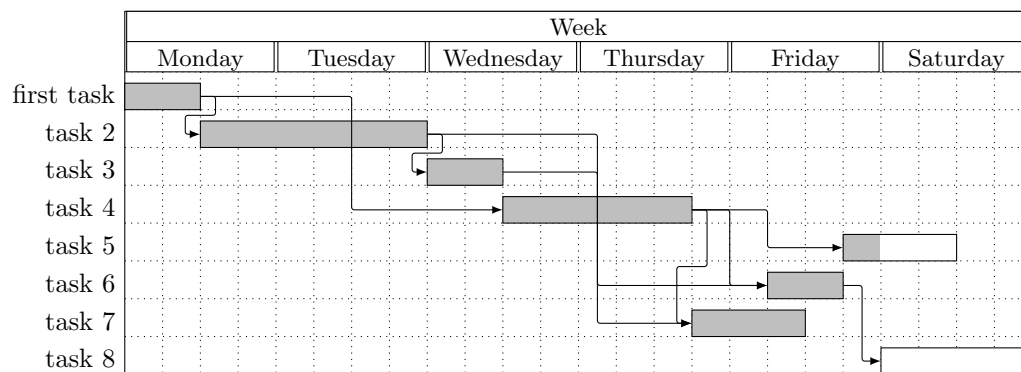 Week
Monday Tuesday Wednesday Thursday Friday Saturday
first task
task 2
task 3
task 4
task 5
task 6
task 7
task 8